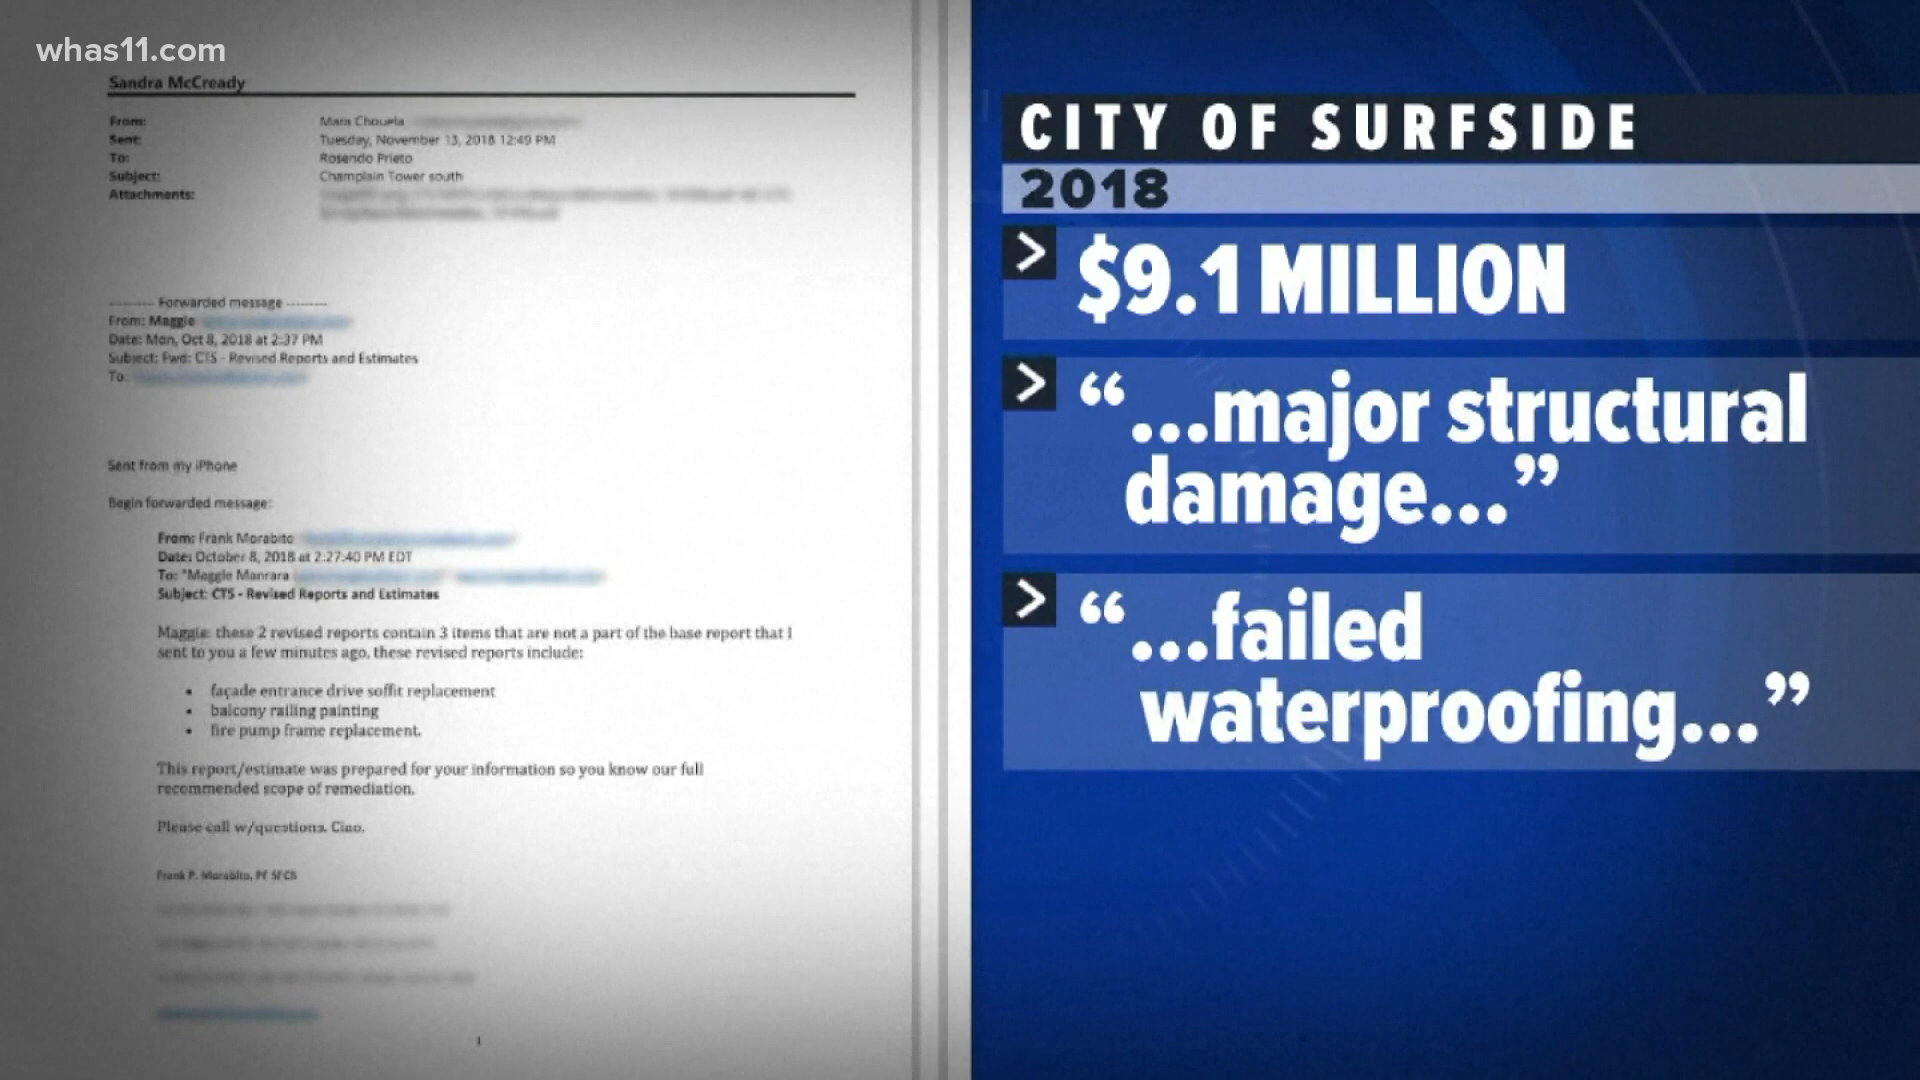 whas11.com
Sandra McCready
From: Mara Chouela
Sent: Tuesday, November 13, 2018 12:49 PM
To: Rosendo Prieto
Subject: Champlain Tower south
Attachments:
---------- Forwarded message ----------
From: Maggie
Date: Mon, Oct 8, 2018 at 2:37 PM
Subject: Fwd: CTS - Revised Reports and Estimates
To:
Sent from my iPhone
Begin forwarded message:
From: Frank Morabito
Date: October 8, 2018 at 2:27:40 PM EDT
To: "Maggie Manrara
Subject: CTS - Revised Reports and Estimates
Maggie: these 2 revised reports contain 3 items that are not a part of the base report that I
sent to you a few minutes ago, these revised reports include:
• façade entrance drive soffit replacement
• balcony railing painting
• fire pump frame replacement.
This report/estimate was prepared for your information so you know our full
recommended scope of remediation.
Please call w/questions. Ciao.
Frank P. Morabito, PE SECB
1
CITY OF SURFSIDE
2018
> $9.1 MILLION
> “...major structural
damage...”
> “...failed
waterproofing...”